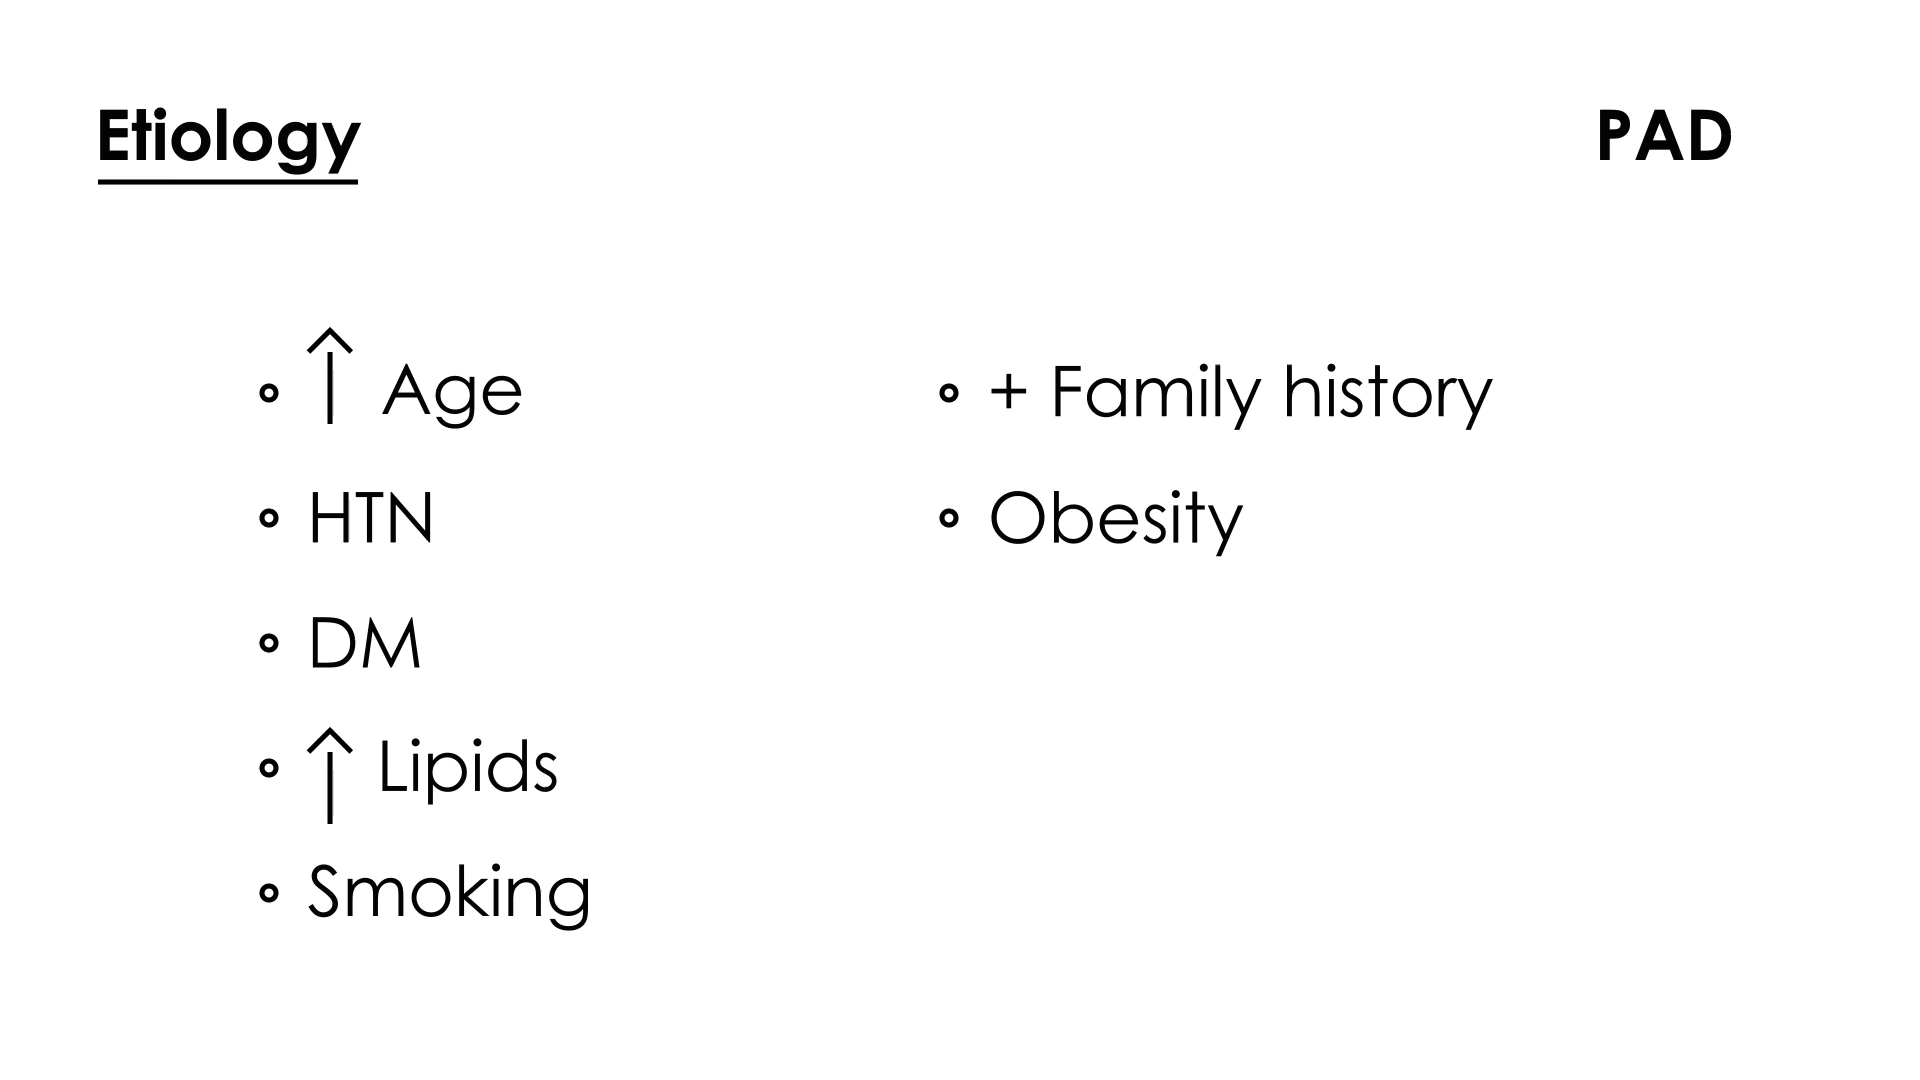 Etiology
PAD
↑ Age
HTN
DM
↑ Lipids
Smoking
+ Family history
Obesity